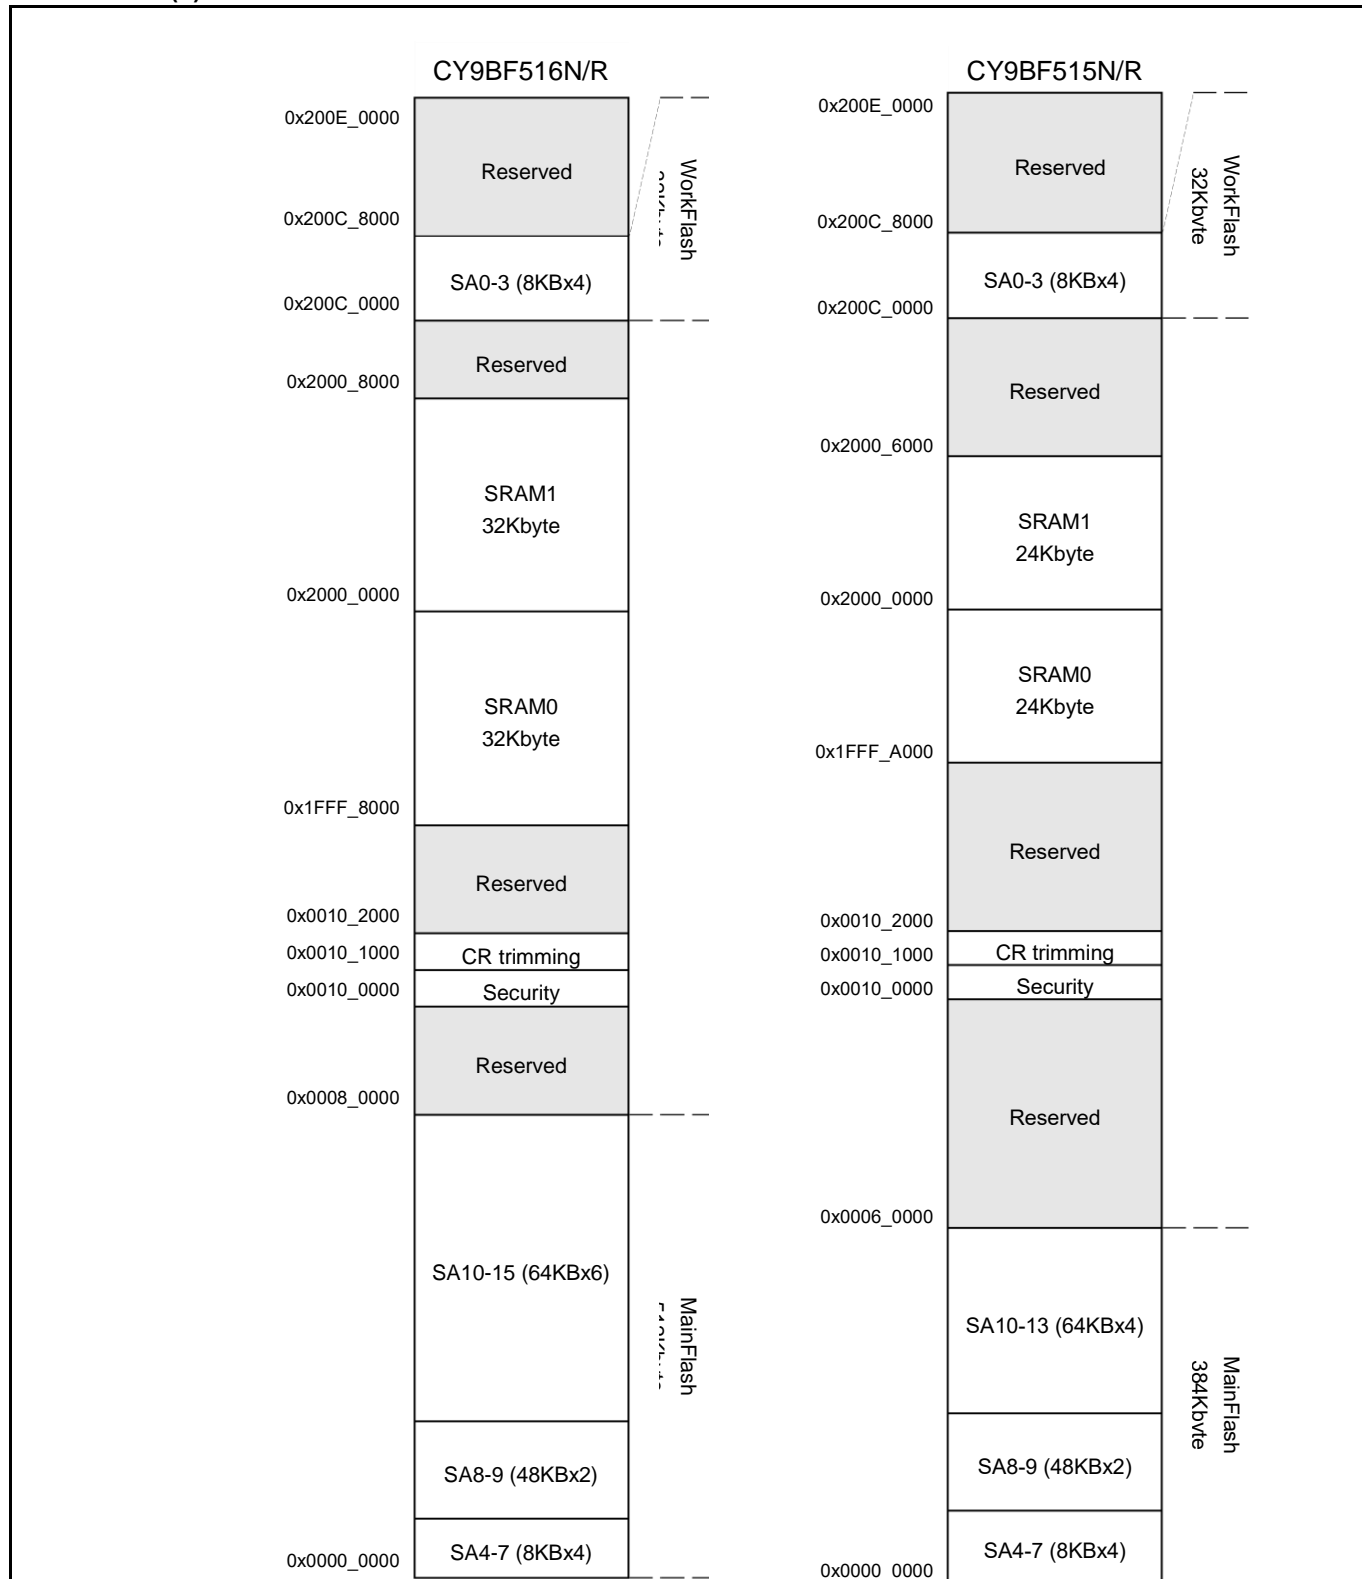 CY9BF516N/R
0x200E_0000
Reserved
WorkFlash
0x200C_8000
SA0-3 (8KBx4)
0x200C_0000
Reserved
0x2000_8000
SRAM1
32Kbyte
0x2000_0000
SRAM0
32Kbyte
0x1FFF_8000
Reserved
0x0010_2000
CR trimming
0x0010_1000
Security
0x0010_0000
Reserved
0x0008_0000
SA10-15 (64KBx6)
MainFlash
SA8-9 (48KBx2)
SA4-7 (8KBx4)
0x0000_0000
CY9BF515N/R
0x200E_0000
Reserved
WorkFlash
32Kbyte
0x200C_8000
SA0-3 (8KBx4)
0x200C_0000
Reserved
0x2000_6000
SRAM1
24Kbyte
0x2000_0000
SRAM0
24Kbyte
0x1FFF_A000
Reserved
0x0010_2000
CR trimming
0x0010_1000
Security
0x0010_0000
Reserved
0x0006_0000
SA10-13 (64KBx4)
MainFlash
384Kbyte
SA8-9 (48KBx2)
SA4-7 (8KBx4)
0x0000_0000